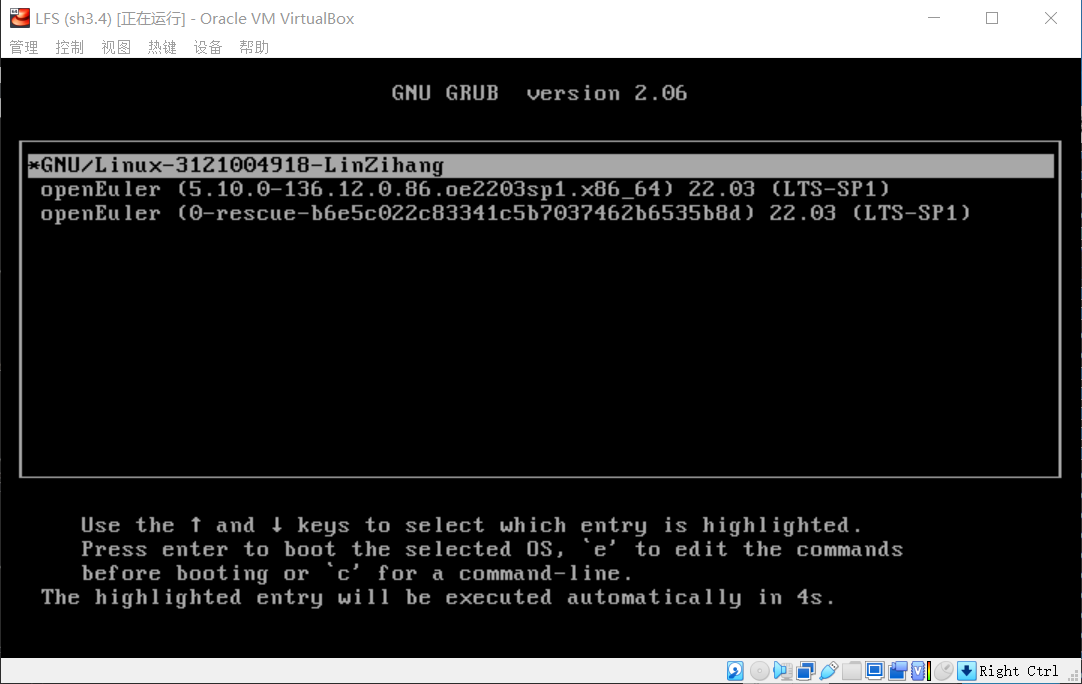 LFS (sh3.4) [正在运行] - Oracle VM VirtualBox
管理 控制 视图 热键 设备 帮助
GNU GRUB  version 2.06
*GNU/Linux-3121004918-LinZihang
openEuler (5.10.0-136.12.0.86.oe2203sp1.x86_64) 22.03 (LTS-SP1)
openEuler (0-rescue-b6e5c022c83341c5b7037462b6535b8d) 22.03 (LTS-SP1)
Use the ↑ and ↓ keys to select which entry is highlighted.
Press enter to boot the selected OS, `e' to edit the commands
before booting or `c' for a command-line.
The highlighted entry will be executed automatically in 4s.
Right Ctrl